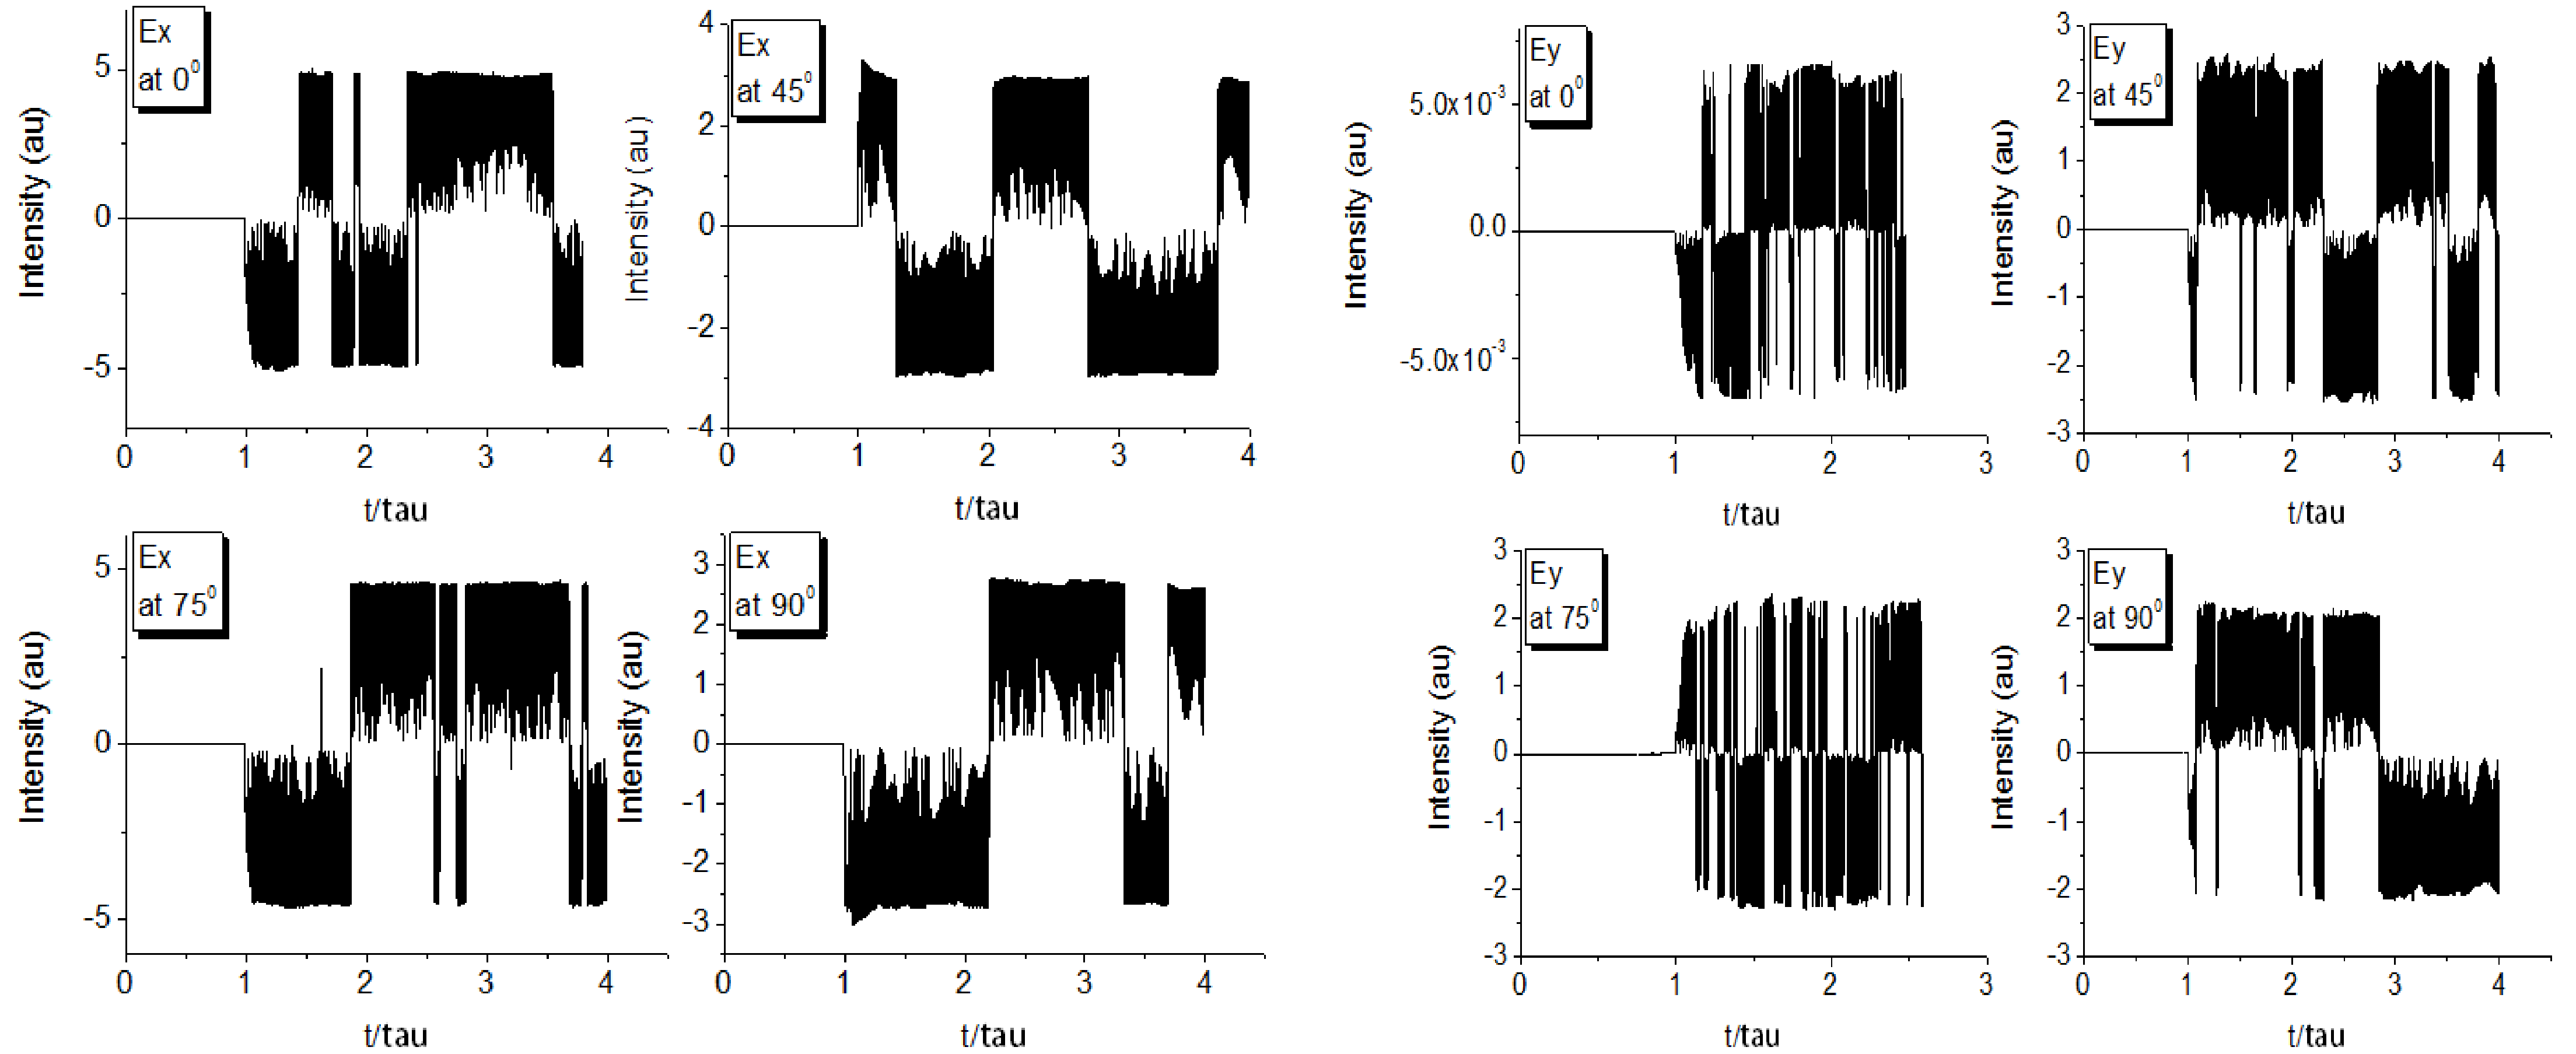 Ex
at 0⁰
5
0
-5
Intensity (au)
0 1 2 3 4
t/tau
Ex
at 45⁰
4
2
0
-2
-4
Intensity (au)
0 1 2 3 4
t/tau
Ey
at 0⁰
5.0x10⁻³
0.0
-5.0x10⁻³
Intensity (au)
0 1 2 3
t/tau
Ey
at 45⁰
3
2
1
0
-1
-2
-3
Intensity (au)
0 1 2 3 4
t/tau
Ex
at 75⁰
5
0
-5
Intensity (au)
0 1 2 3 4
t/tau
Ex
at 90⁰
3
2
1
0
-1
-2
-3
Intensity (au)
0 1 2 3 4
t/tau
Ey
at 75⁰
3
2
1
0
-1
-2
-3
Intensity (au)
0 1 2 3
t/tau
Ey
at 90⁰
3
2
1
0
-1
-2
-3
Intensity (au)
0 1 2 3 4
t/tau